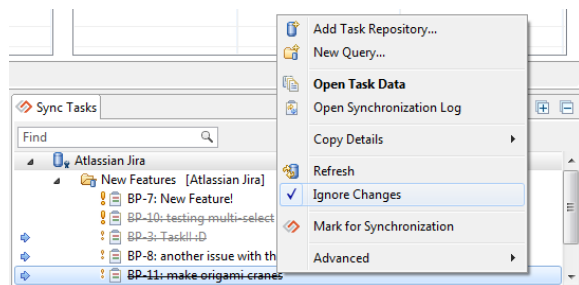 Add Task Repository...
New Query...
Open Task Data
Open Synchronization Log
Copy Details
Refresh
Ignore Changes
Mark for Synchronization
Advanced
Sync Tasks
Find
Atlassian Jira
New Features [Atlassian Jira]
BP-7: New Feature!
BP-10: testing multi-select
BP-3: Task!! :D
BP-8: another issue with th
BP-11: make origami cranes